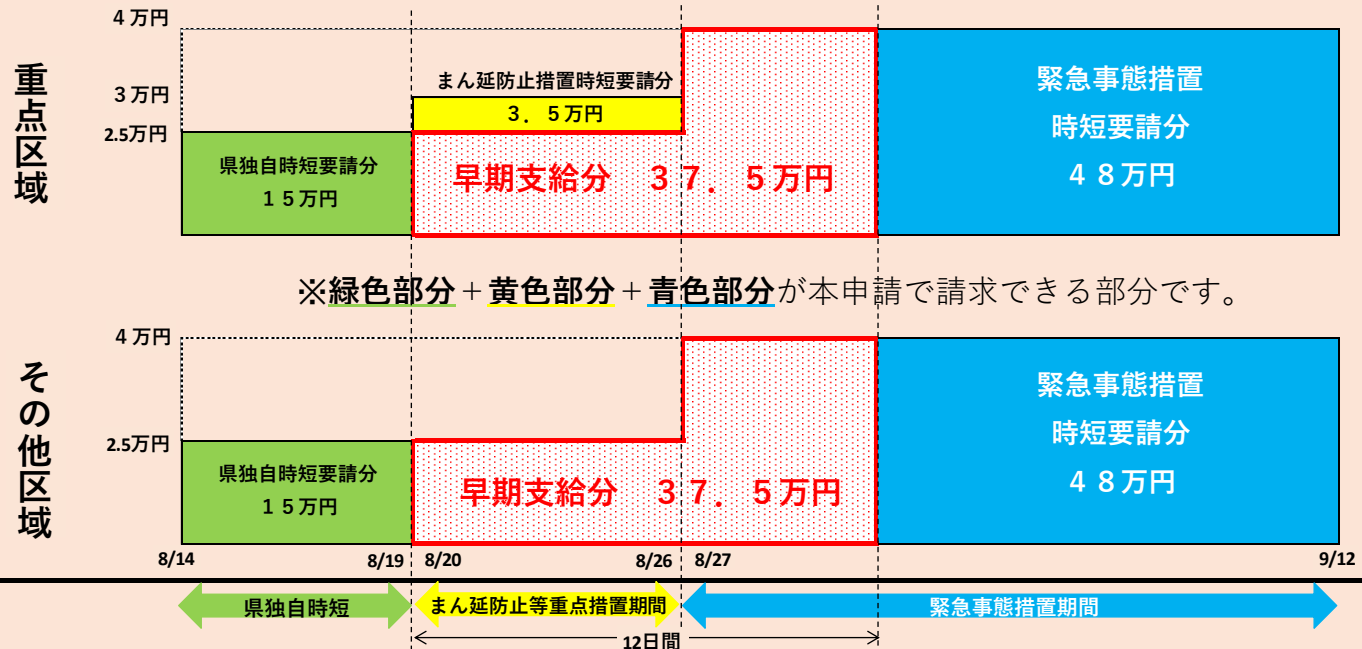 重点区域
4万円
3万円
2.5万円
まん延防止措置時短要請分
3.5万円
県独自時短要請分
15万円
早期支給分 37.5万円
緊急事態措置
時短要請分
48万円
※緑色部分+黄色部分+青色部分が本申請で請求できる部分です。
その他区域
4万円
2.5万円
県独自時短要請分
15万円
早期支給分 37.5万円
緊急事態措置
時短要請分
48万円
8/14 8/19 8/20 8/26 8/27 9/12
県独自時短 まん延防止等重点措置期間 緊急事態措置期間
12日間